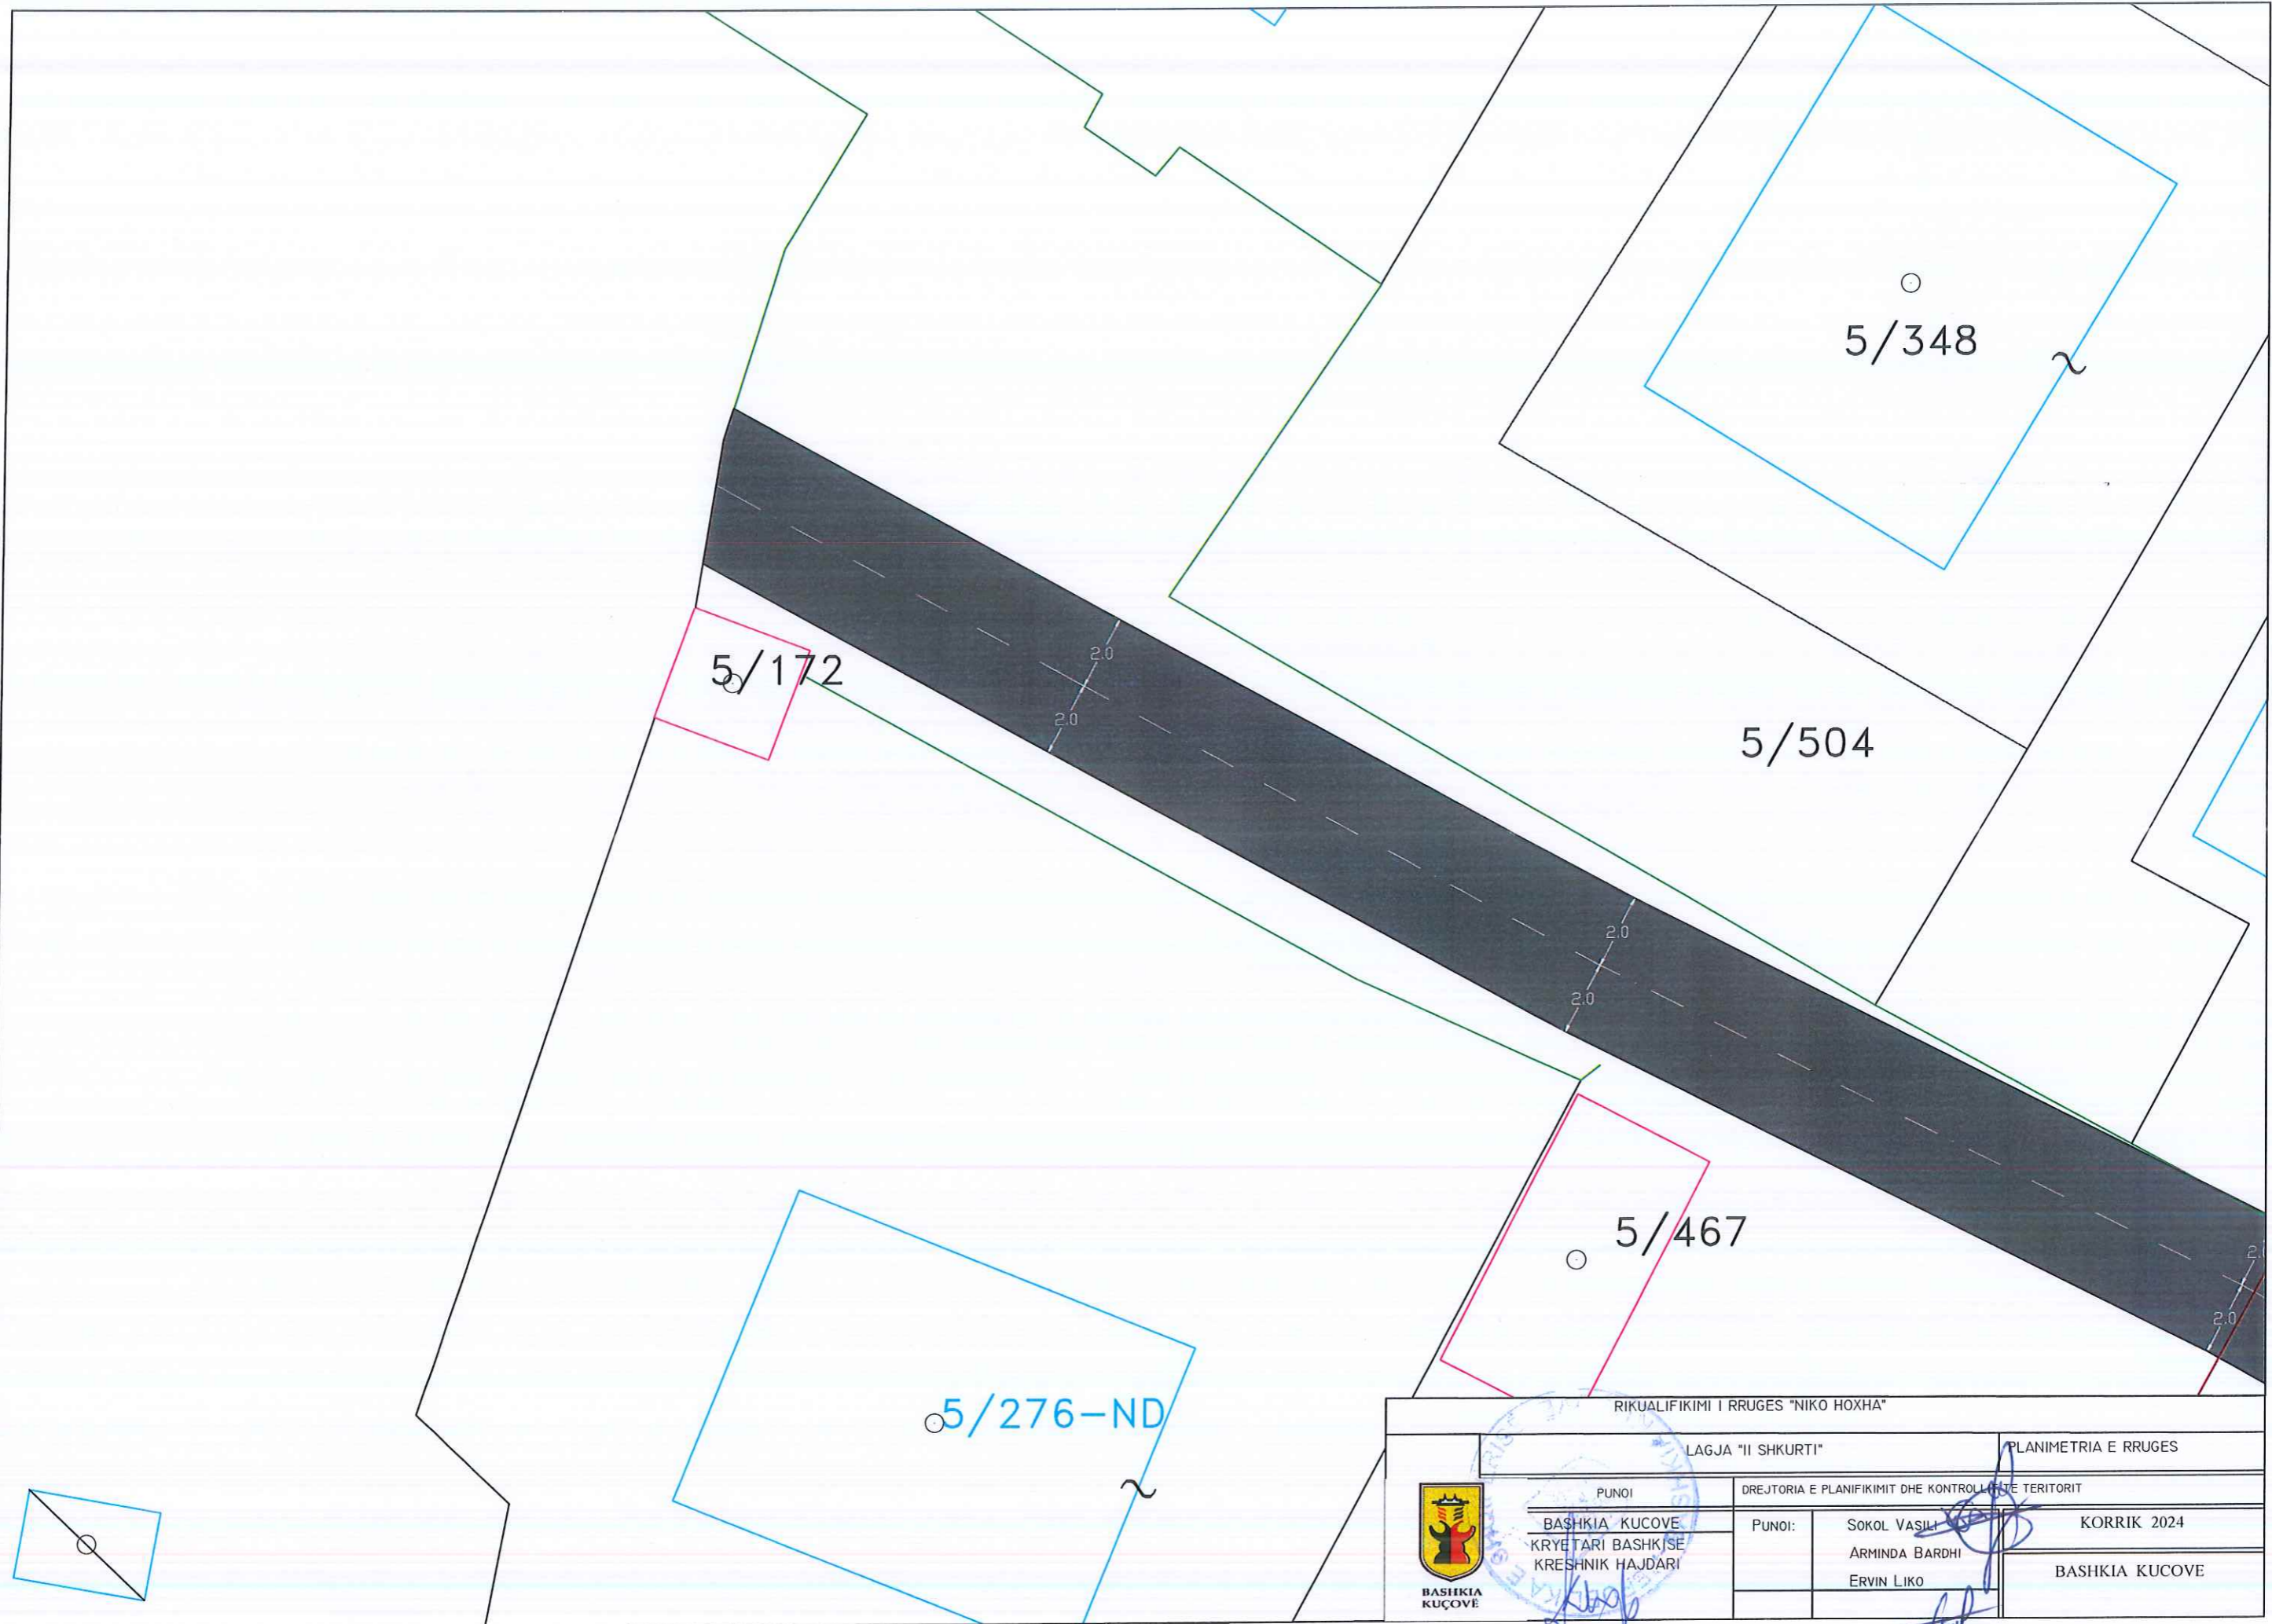 5/348
5/172
2.0
2.0
5/504
2.0
2.0
5/467
2.0
5/276-ND
RIKUALIFIKIMI I RRUGES "NIKO HOXHA"
LAGJA "II SHKURTI"
PLANIMETRIA E RRUGES
PUNOI
DREJTORIA E PLANIFIKIMIT DHE KONTROLLIT TE TERITORIT
BASHKIA KUCOVE
KRYETARI BASHKISE
KRESHNIK HAJDARI
PUNOI:
SOKOL VASILI
ARMINDA BARDHI
ERVIN LIKO
KORRIK 2024
BASHKIA KUCOVE
BASHKIA
KUÇOVË